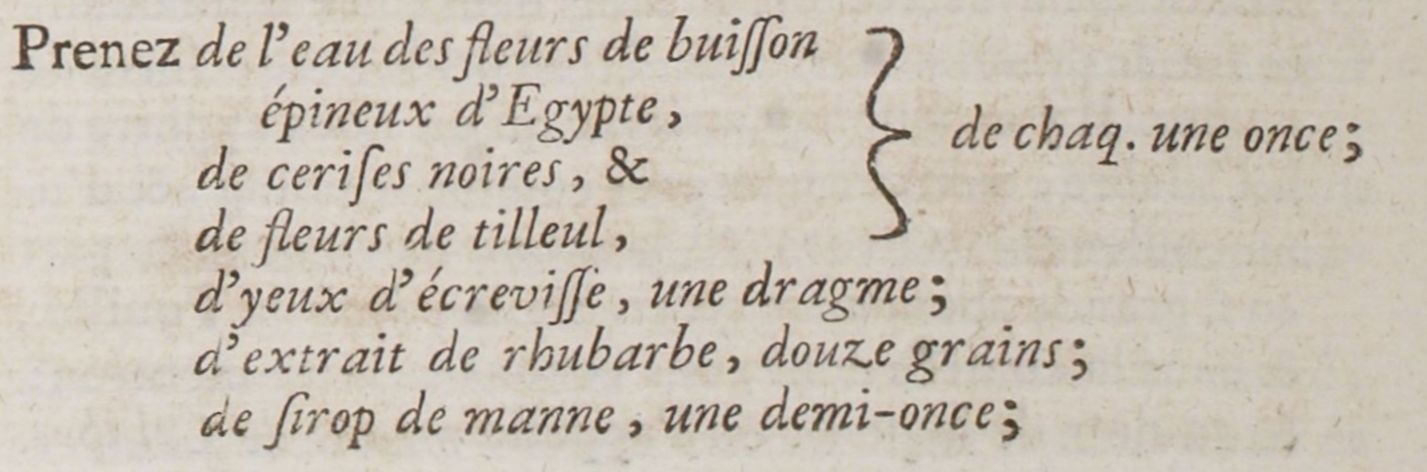 Prenez de l'eau des fleurs de buiſſon
épineux d'Egypte,
de ceriſes noires, &
de fleurs de tilleul,
de chaq. une once;
d'yeux d'écreviſſe, une dragme;
d'extrait de rhubarbe, douze grains;
de ſirop de manne, une demi-once;